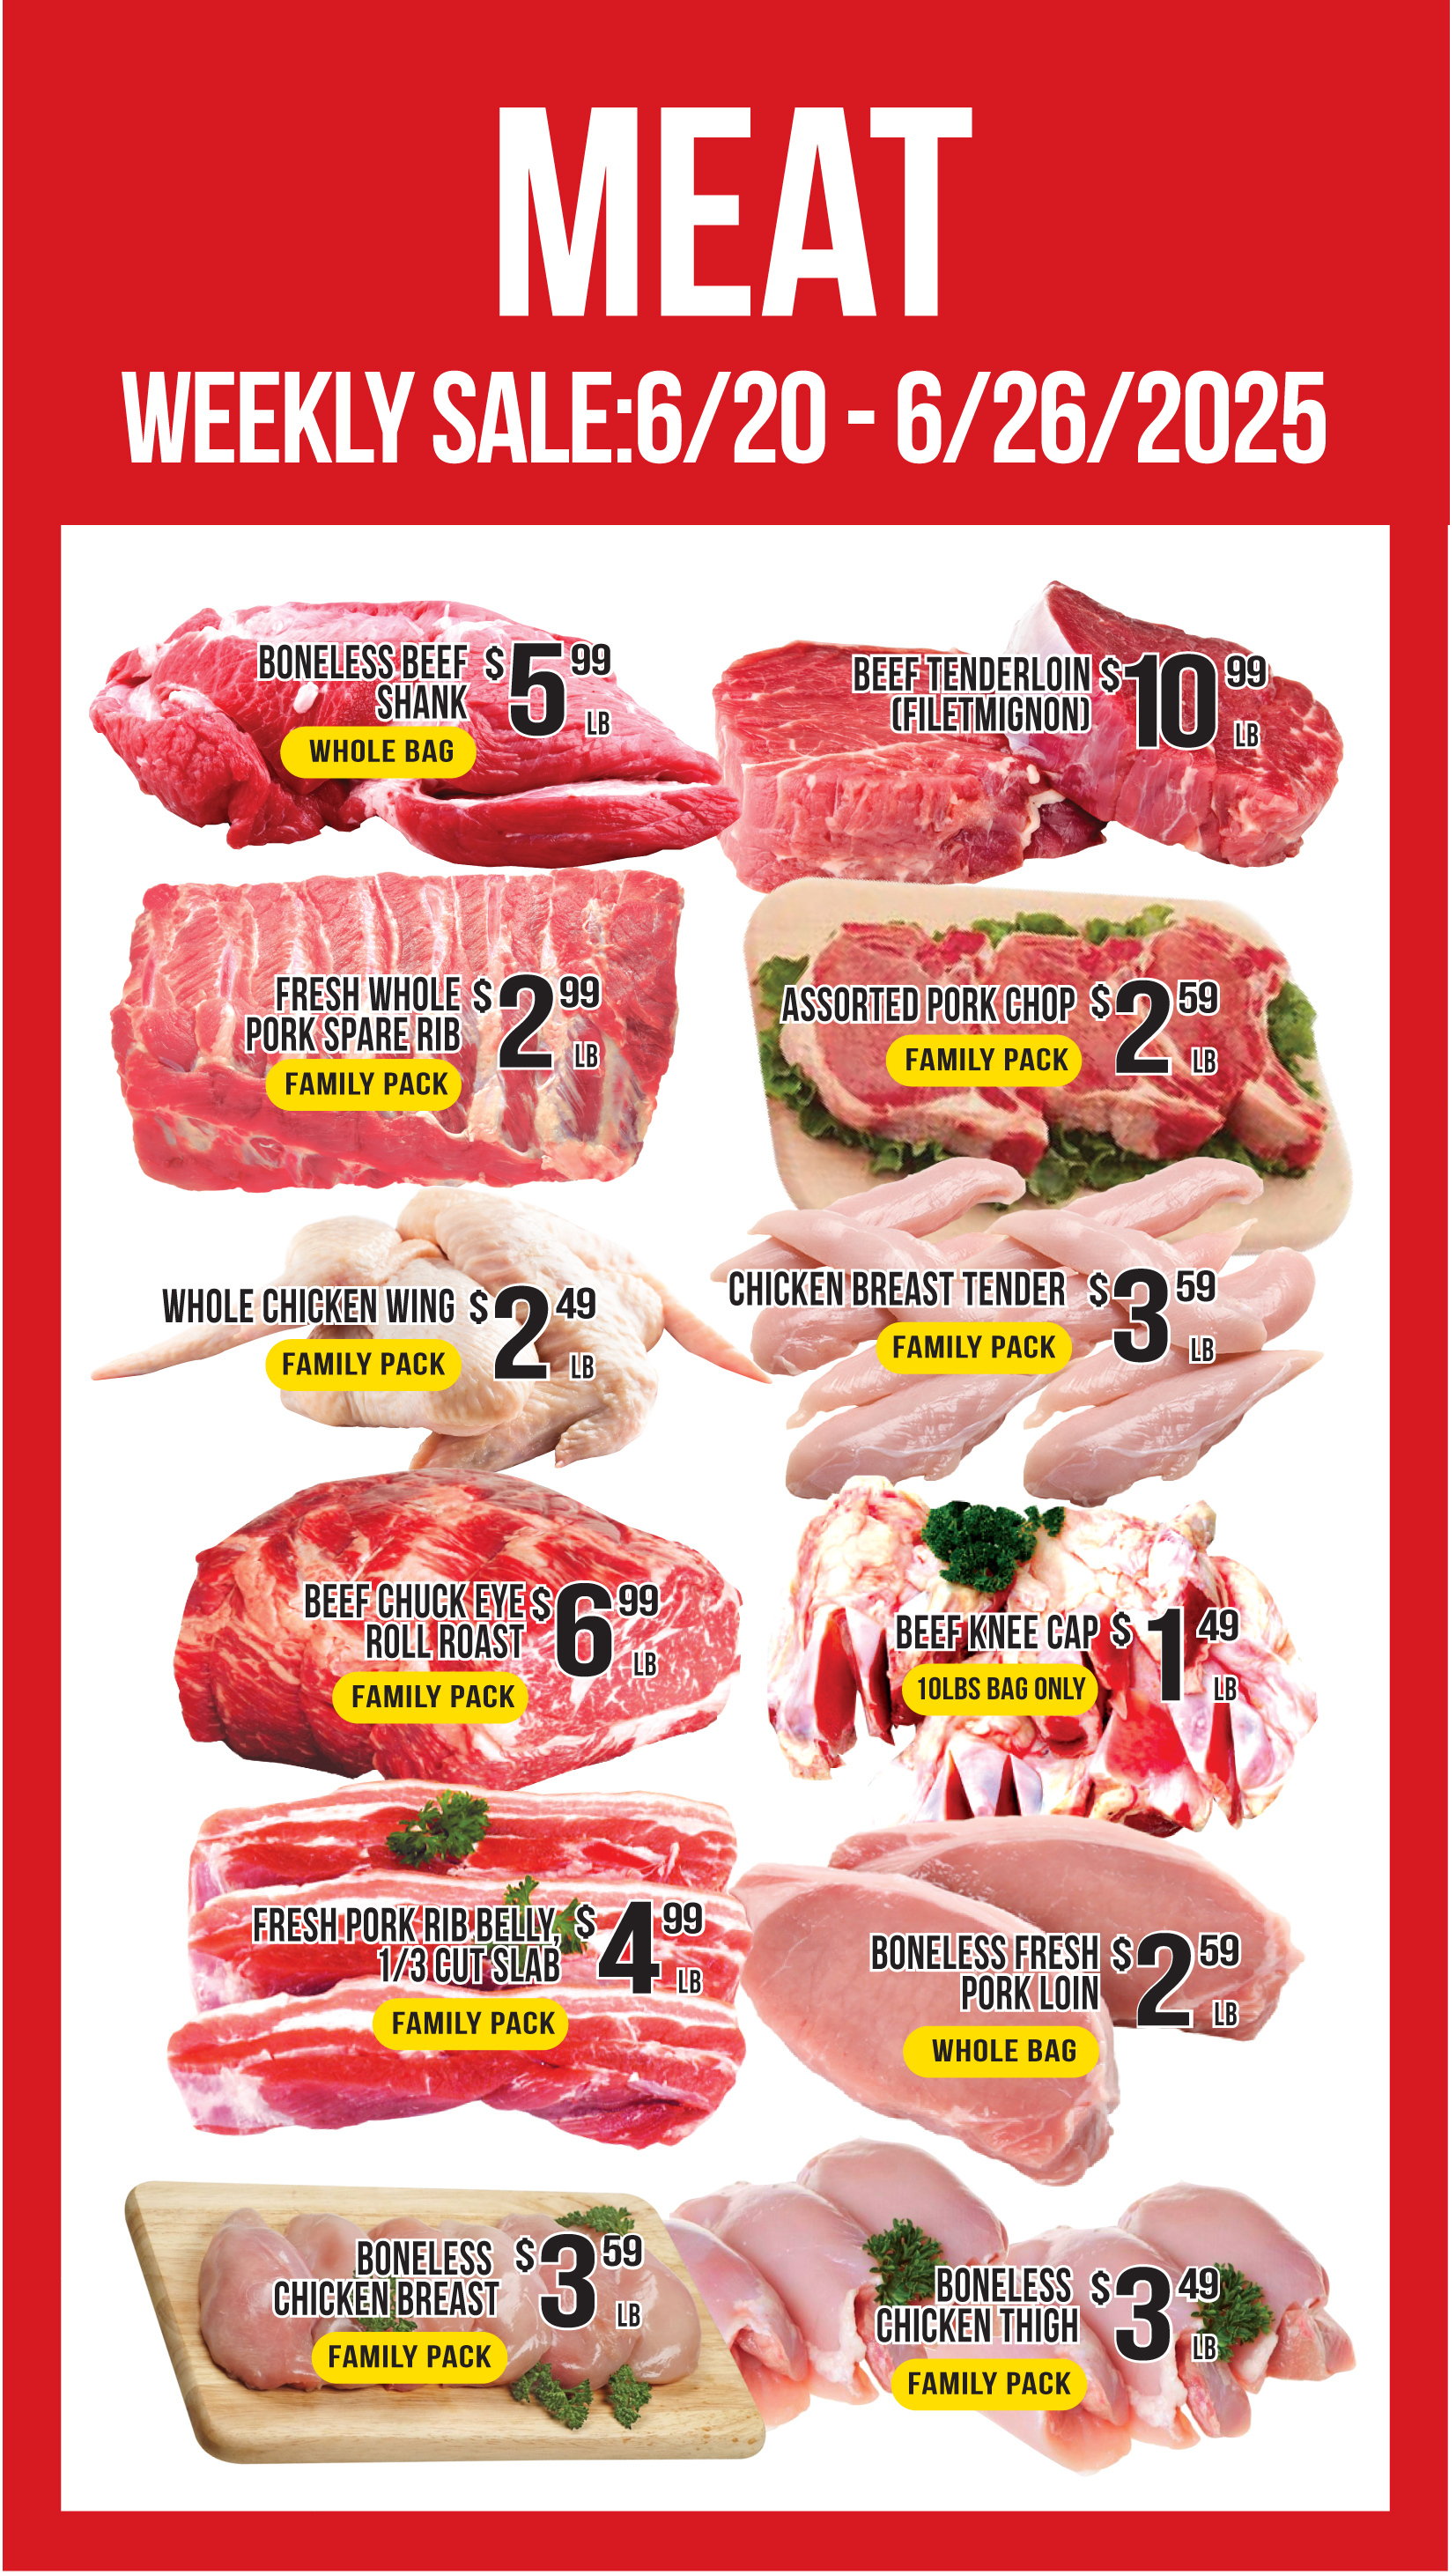 MEAT
WEEKLY SALE:6/20 - 6/26/2025
BONELESS BEEF
SHANK
$5 99
LB
WHOLE BAG
BEEF TENDERLOIN
(FILETMIGNON)
$10 99
LB
FRESH WHOLE
PORK SPARE RIB
$2 99
LB
FAMILY PACK
ASSORTED PORK CHOP
$2 59
LB
FAMILY PACK
WHOLE CHICKEN WING
$2 49
LB
FAMILY PACK
CHICKEN BREAST TENDER
$3 59
LB
FAMILY PACK
BEEF CHUCK EYE
ROLL ROAST
$6 99
LB
FAMILY PACK
BEEF KNEE CAP
$1 49
LB
10LBS BAG ONLY
FRESH PORK RIB BELLY,
1/3 CUT SLAB
$4 99
LB
FAMILY PACK
BONELESS FRESH
PORK LOIN
$2 59
LB
WHOLE BAG
BONELESS
CHICKEN BREAST
$3 59
LB
FAMILY PACK
BONELESS
CHICKEN THIGH
$3 49
LB
FAMILY PACK